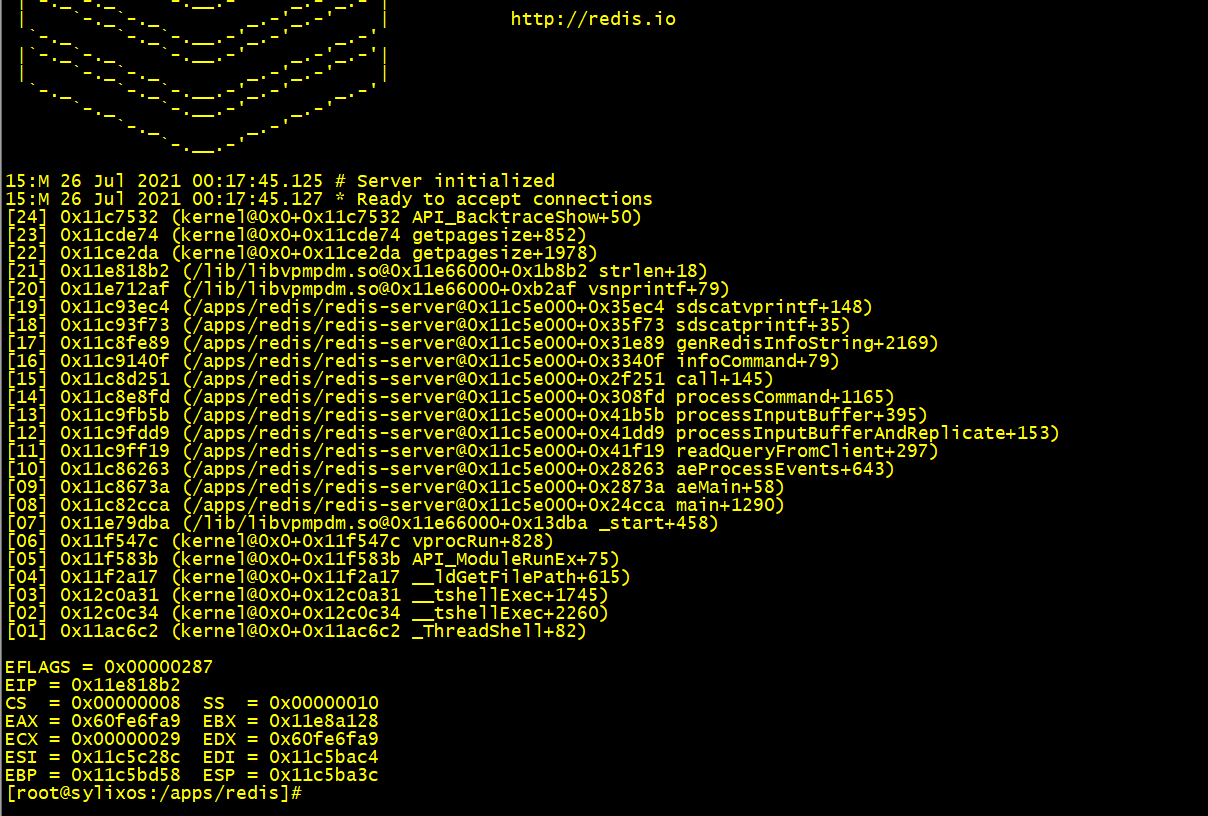 http://redis.io
15:M 26 Jul 2021 00:17:45.125 # Server initialized
15:M 26 Jul 2021 00:17:45.127 * Ready to accept connections
[24] 0x11c7532 (kernel@0x0+0x11c7532 API_BacktraceShow+50)
[23] 0x11cde74 (kernel@0x0+0x11cde74 getpagesize+852)
[22] 0x11ce2da (kernel@0x0+0x11ce2da getpagesize+1978)
[21] 0x11e818b2 (/lib/libvpmpdm.so@0x11e66000+0x1b8b2 strlen+18)
[20] 0x11e712af (/lib/libvpmpdm.so@0x11e66000+0xb2af vsnprintf+79)
[19] 0x11c93ec4 (/apps/redis/redis-server@0x11c5e000+0x35ec4 sdscatvprintf+148)
[18] 0x11c93f73 (/apps/redis/redis-server@0x11c5e000+0x35f73 sdscatprintf+35)
[17] 0x11c8fe89 (/apps/redis/redis-server@0x11c5e000+0x31e89 genRedisInfoString+2169)
[16] 0x11c9140f (/apps/redis/redis-server@0x11c5e000+0x3340f infoCommand+79)
[15] 0x11c8d251 (/apps/redis/redis-server@0x11c5e000+0x2f251 call+145)
[14] 0x11c8e8fd (/apps/redis/redis-server@0x11c5e000+0x308fd processCommand+1165)
[13] 0x11c9fb5b (/apps/redis/redis-server@0x11c5e000+0x41b5b processInputBuffer+395)
[12] 0x11c9fdd9 (/apps/redis/redis-server@0x11c5e000+0x41dd9 processInputBufferAndReplicate+153)
[11] 0x11c9ff19 (/apps/redis/redis-server@0x11c5e000+0x41f19 readQueryFromClient+297)
[10] 0x11c86263 (/apps/redis/redis-server@0x11c5e000+0x28263 aeProcessEvents+643)
[09] 0x11c8673a (/apps/redis/redis-server@0x11c5e000+0x2873a aeMain+58)
[08] 0x11c82cca (/apps/redis/redis-server@0x11c5e000+0x24cca main+1290)
[07] 0x11e79dba (/lib/libvpmpdm.so@0x11e66000+0x13dba _start+458)
[06] 0x11f547c (kernel@0x0+0x11f547c vprocRun+828)
[05] 0x11f583b (kernel@0x0+0x11f583b API_ModuleRunEx+75)
[04] 0x11f2a17 (kernel@0x0+0x11f2a17 __ldGetFilePath+615)
[03] 0x12c0a31 (kernel@0x0+0x12c0a31 __tshellExec+1745)
[02] 0x12c0c34 (kernel@0x0+0x12c0c34 __tshellExec+2260)
[01] 0x11ac6c2 (kernel@0x0+0x11ac6c2 _ThreadShell+82)
EFLAGS = 0x00000287
EIP = 0x11e818b2
CS  = 0x00000008  SS  = 0x00000010
EAX = 0x60fe6fa9  EBX = 0x11e8a128
ECX = 0x00000029  EDX = 0x60fe6fa9
ESI = 0x11c5c28c  EDI = 0x11c5bac4
EBP = 0x11c5bd58  ESP = 0x11c5ba3c
[root@sylixos:/apps/redis]#